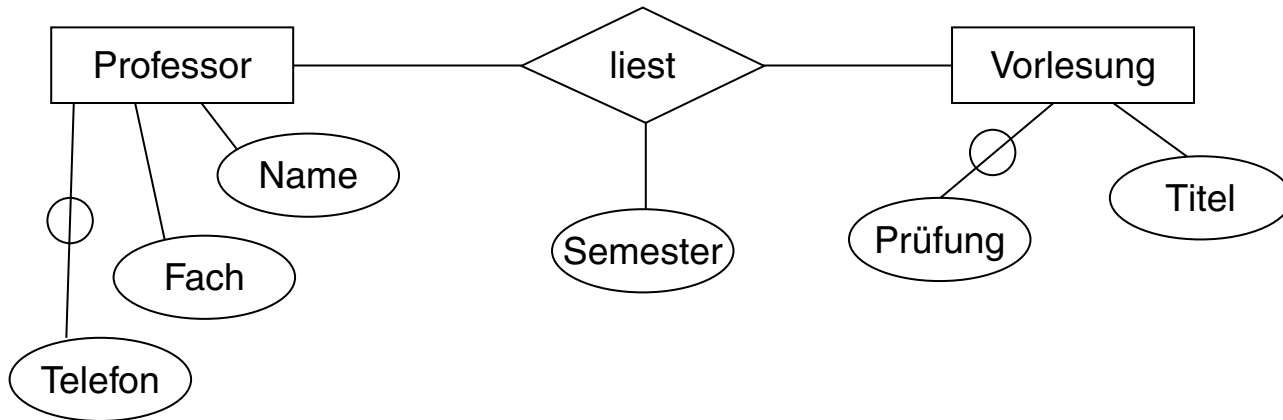 Professor
liest
Vorlesung
Name
Titel
Semester
Prüfung
Fach
Telefon